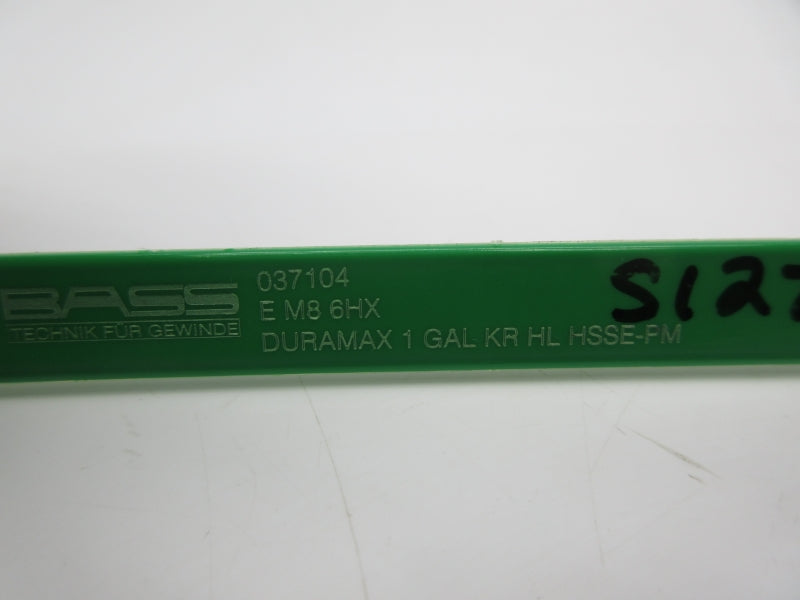 BASS
TECHNIK FÜR GEWINDE
037104
E M8 6HX
DURAMAX 1 GAL KR HL HSSE-PM